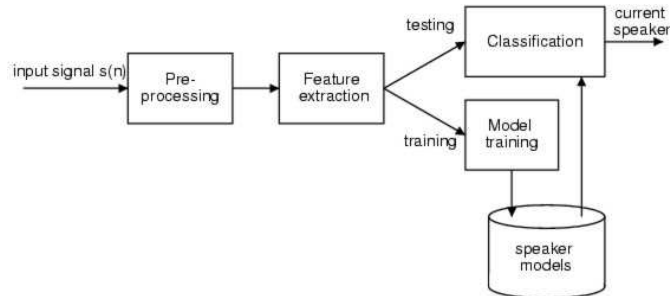 input signal s(n)
Pre-
processing
Feature
extraction
testing
training
Classification
current
speaker
Model
training
speaker
models